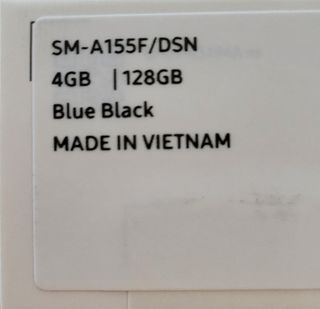 SM-A155F/DSN
4GB | 128GB
Blue Black
MADE IN VIETNAM